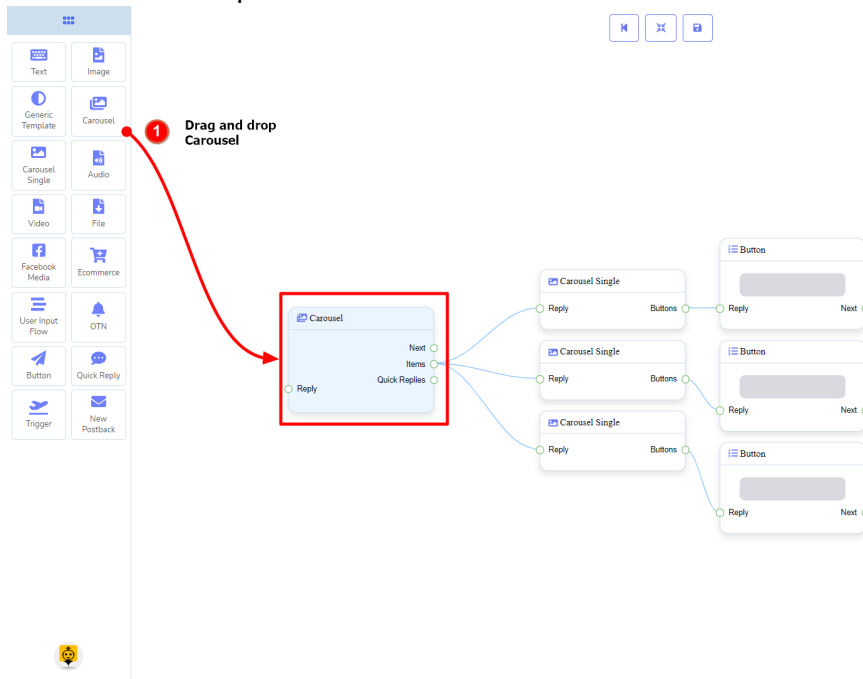 Text
Image
Generic
Template
Carousel
Carousel
Single
Audio
Video
File
Facebook
Media
Ecommerce
User Input
Flow
OTN
Button
Quick Reply
Trigger
New
Postback
1
Drag and drop
Carousel
Carousel
Next
Items
Quick Replies
Reply
Carousel Single
Reply
Buttons
Carousel Single
Reply
Buttons
Carousel Single
Reply
Buttons
Button
Reply
Next
Button
Reply
Next
Button
Reply
Next